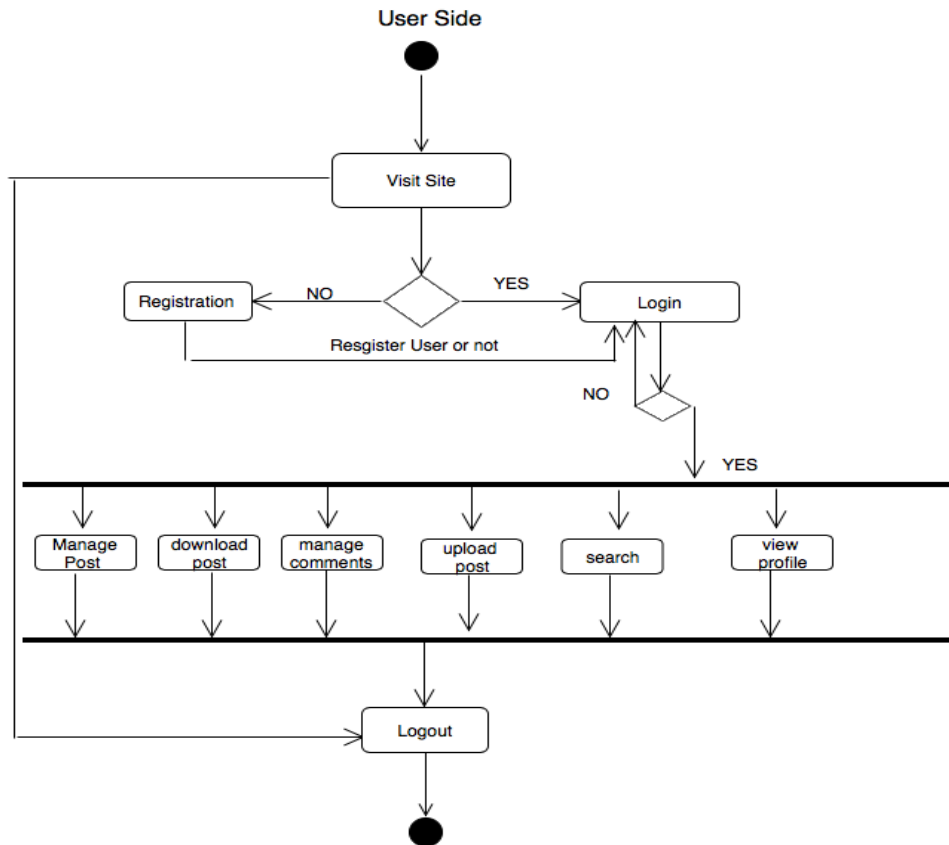 User Side
Visit Site
NO
YES
Registration
Login
Resgister User or not
NO
YES
Manage
Post
download
post
manage
comments
upload
post
search
view
profile
Logout